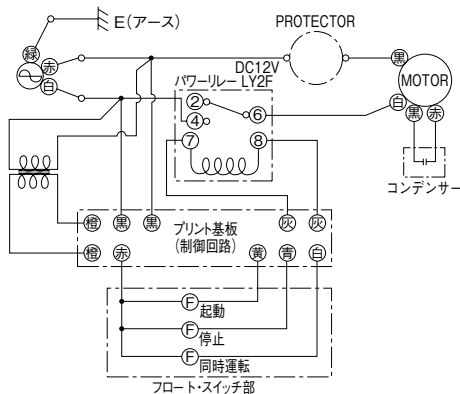 E(アース)
緑
赤
白
PROTECTOR
DC12V
パワーリレー LY2F
②
④
⑥
⑦
⑧
黒
MOTOR
白
黒 赤
コンデンサー
橙 黒 黒 灰 灰
プリント基板
(制御回路)
橙 赤 黄 青 白
F 起動
F 停止
F 同時運転
フロート・スイッチ部